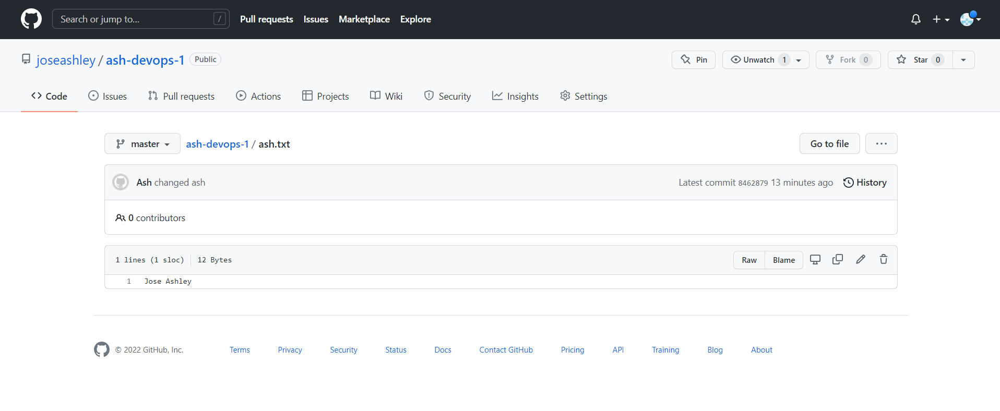 Search or jump to... / Pull requests Issues Marketplace Explore
joseashley / ash-devops-1 Public Pin Unwatch 1 Fork 0 Star 0
Code Issues Pull requests Actions Projects Wiki Security Insights Settings
master ash-devops-1 / ash.txt Go to file ...
Ash changed ash Latest commit 8462879 13 minutes ago History
0 contributors
1 lines (1 sloc) 12 Bytes Raw Blame
1 Jose Ashley
© 2022 GitHub, Inc. Terms Privacy Security Status Docs Contact GitHub Pricing API Training Blog About